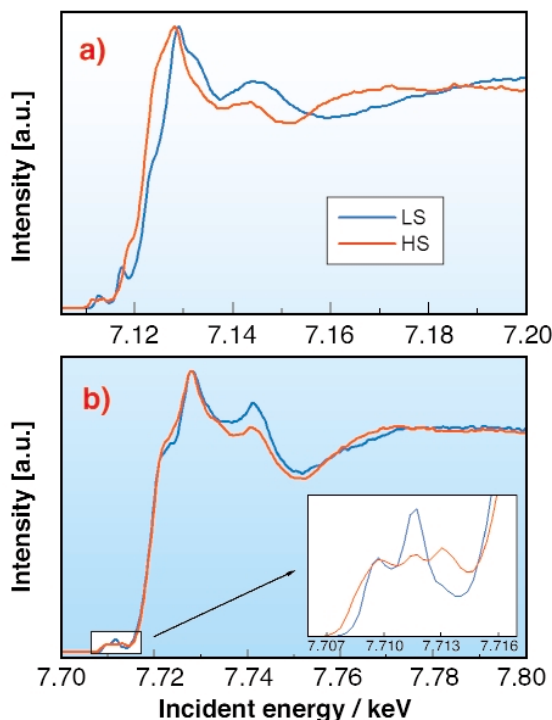 a)
Intensity [a.u.]
LS
HS
7.12 7.14 7.16 7.18 7.20
b)
Intensity [a.u.]
7.707 7.710 7.713 7.716
7.70 7.72 7.74 7.76 7.78 7.80
Incident energy / keV